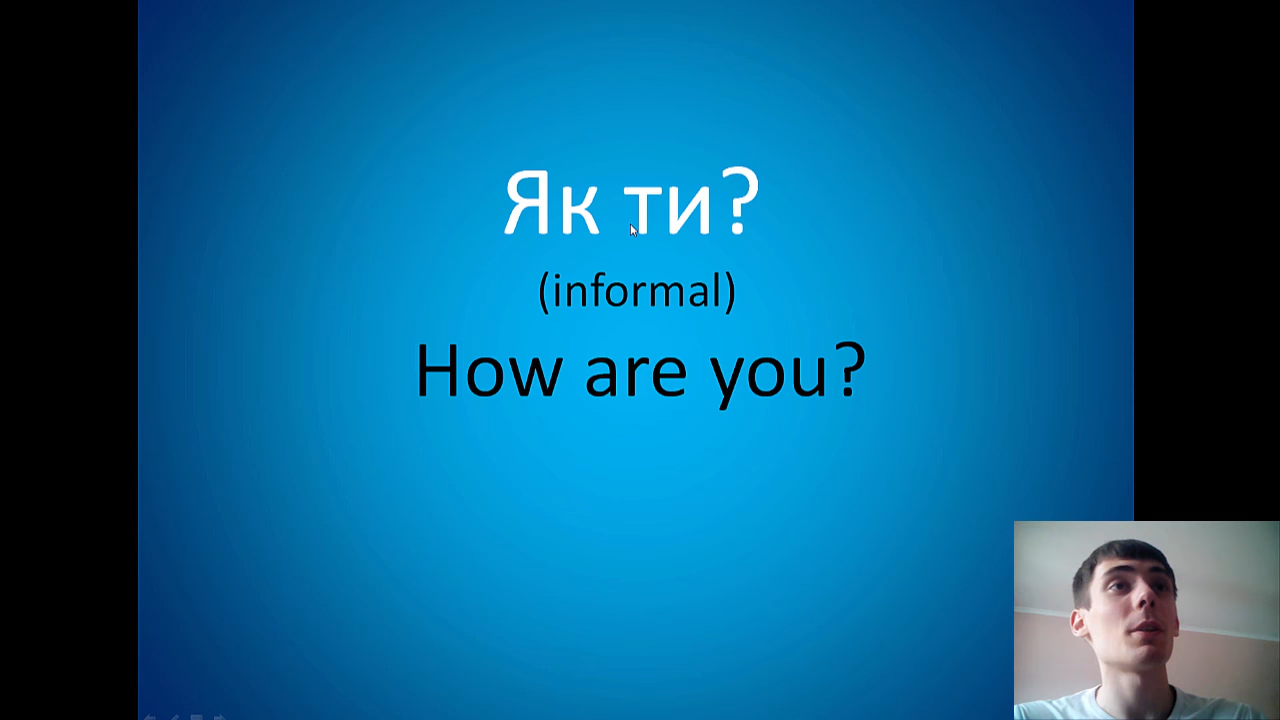 Як ти?
(informal)
How are you?